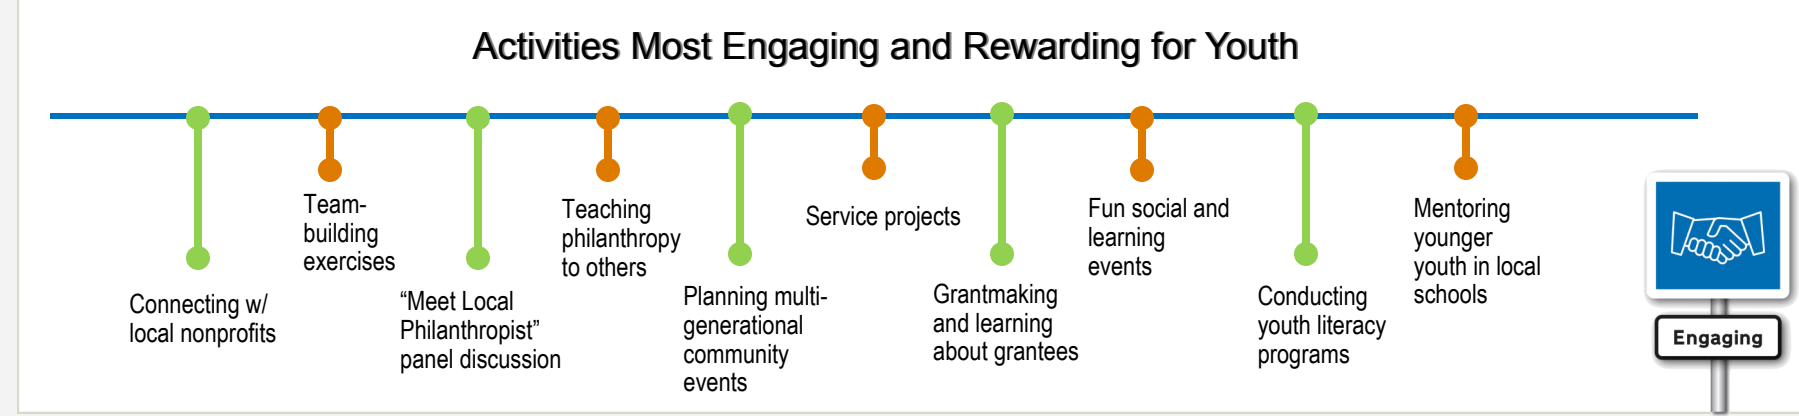 Activities Most Engaging and Rewarding for Youth
Connecting w/
local nonprofits
Team-
building
exercises
“Meet Local
Philanthropist”
panel discussion
Teaching
philanthropy
to others
Planning multi-
generational
community
events
Service projects
Grantmaking
and learning
about grantees
Fun social and
learning
events
Conducting
youth literacy
programs
Mentoring
younger
youth in local
schools
Engaging